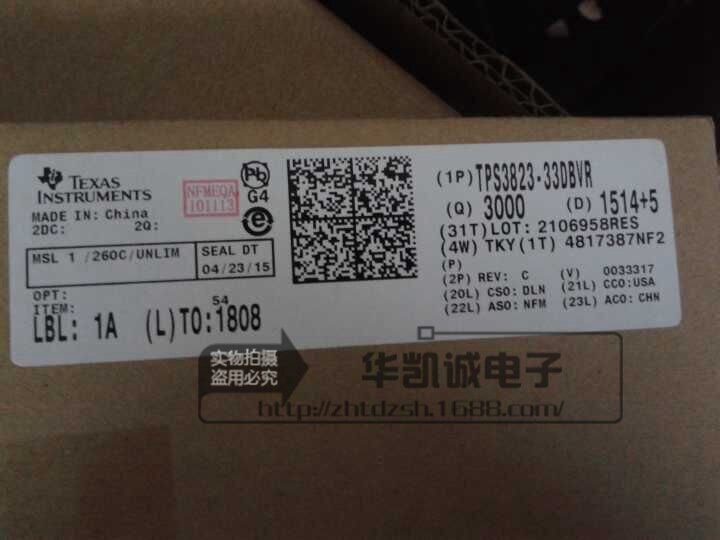 TEXAS
INSTRUMENTS
NFMEQA
101113
Pb
G4
e
MADE IN: China
2DC: 2Q:
MSL 1 /260C/UNLIM
SEAL DT
04/23/15
OPT:
ITEM: 54
LBL: 1A (L)TO:1808
(1P) TPS3823-33DBVR
(Q) 3000 (D) 1514+5
(31T)LOT: 2106958RES
(4W) TKY(1T) 4817387NF2
(P)
(2P) REV: C (V) 0033317
(20L) CSO: DLN (21L) CCO:USA
(22L) ASO: NFM (23L) ACO: CHN
实物拍摄
盗用必究
华凯诚电子
http://zhtdzsh.1688.com/